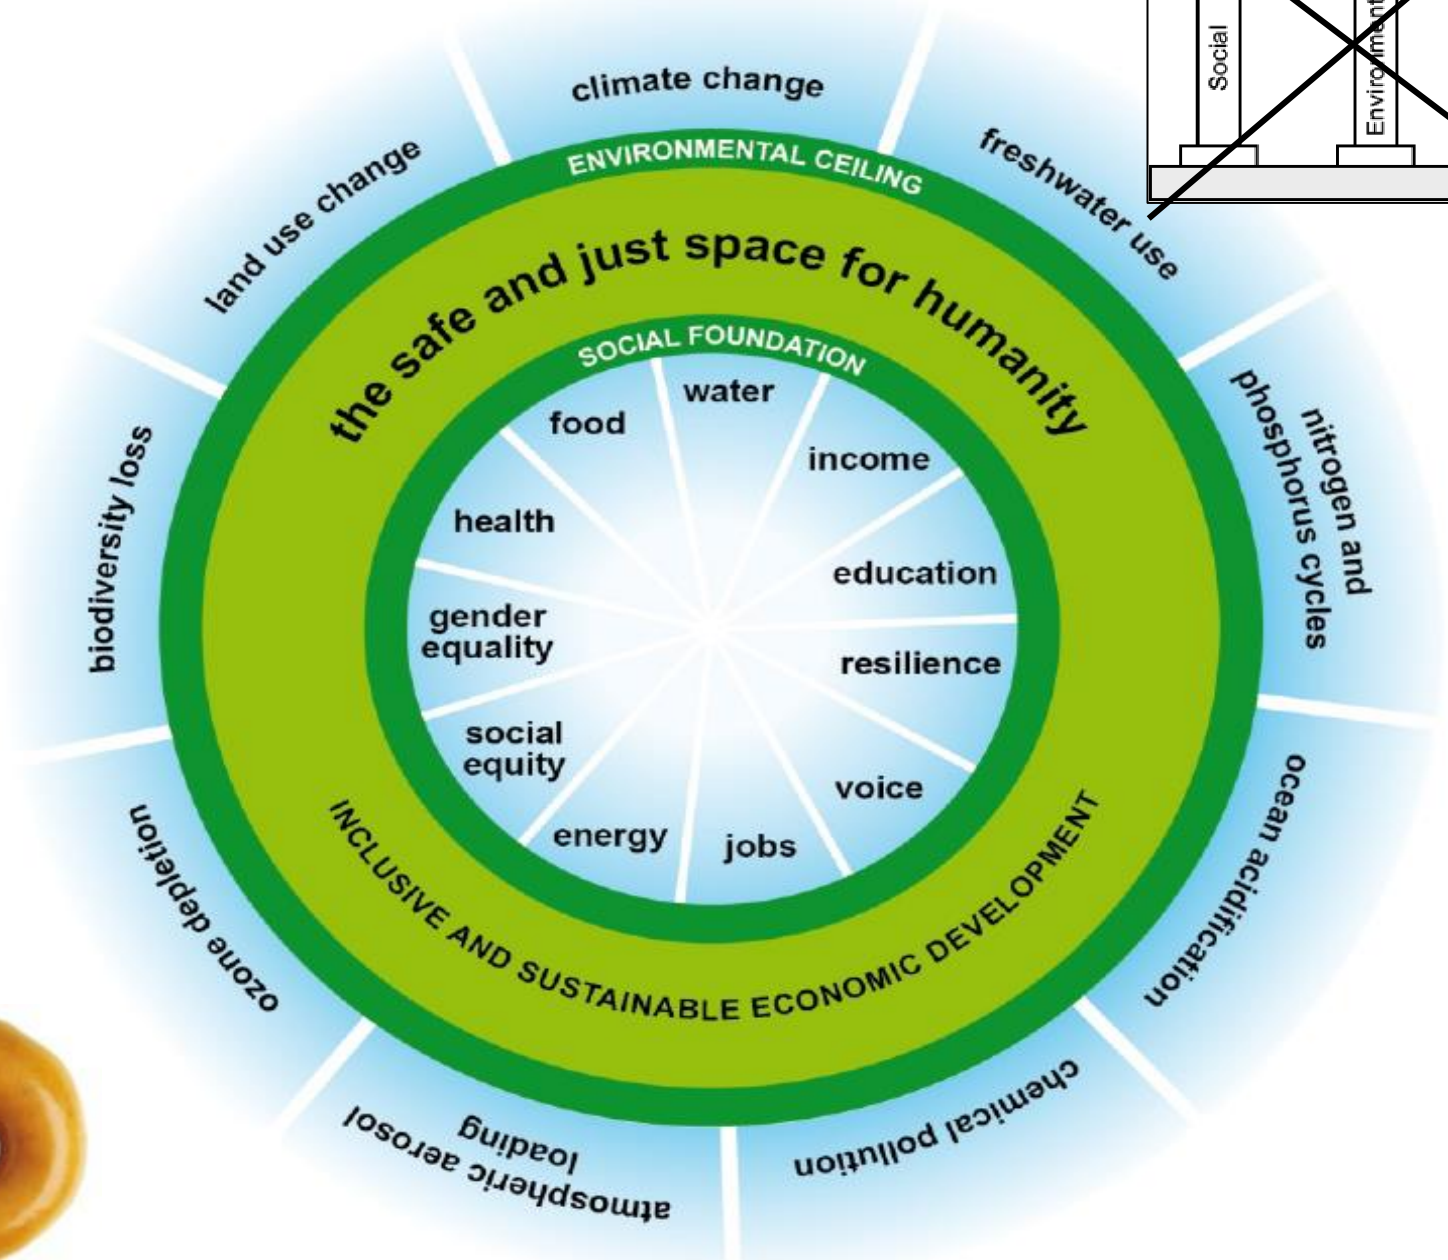 climate change
freshwater use
nitrogen and
phosphorus cycles
ocean acidification
chemical pollution
atmospheric aerosol
loading
ozone depletion
biodiversity loss
land use change
ENVIRONMENTAL CEILING
the safe and just space for humanity
SOCIAL FOUNDATION
water
income
education
resilience
voice
jobs
energy
social
equity
gender
equality
health
food
INCLUSIVE AND SUSTAINABLE ECONOMIC DEVELOPMENT
Social
Environment